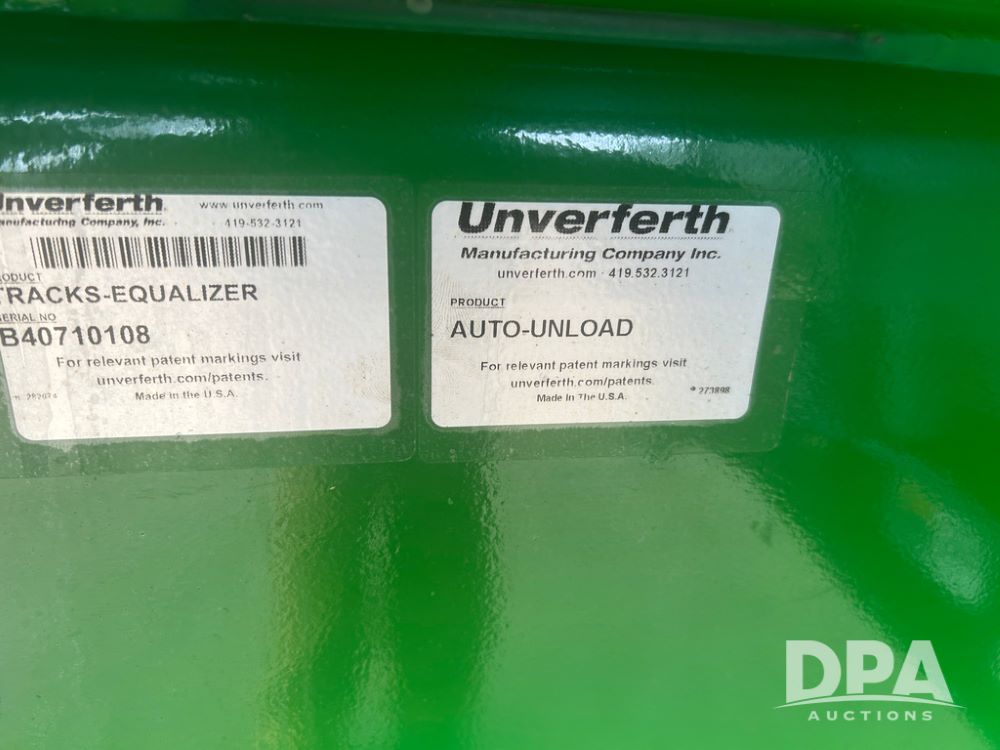 Unverferth www.unverferth.com
Manufacturing Company, Inc. 419-532-3121
PRODUCT
TRACKS-EQUALIZER
SERIAL NO
B40710108
For relevant patent markings visit
unverferth.com/patents.
282074 Made in the U.S.A.
Unverferth
Manufacturing Company Inc.
unverferth.com · 419.532.3121
PRODUCT
AUTO-UNLOAD
For relevant patent markings visit
unverferth.com/patents.
Made In The U.S.A. # 273898
DPA
AUCTIONS